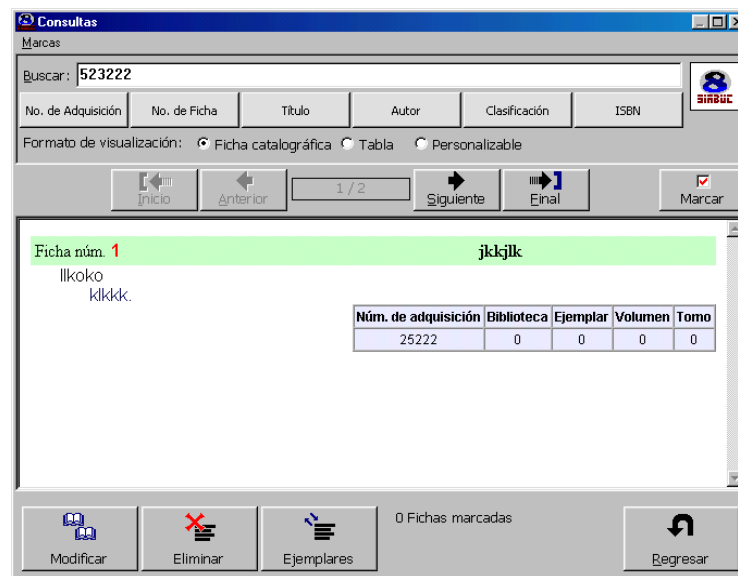 Consultas
Marcas
Buscar: 523222
8
SIABUC
No. de Adquisición No. de Ficha Título Autor Clasificación ISBN
Formato de visualización: Ficha catalográfica Tabla Personalizable
Inicio Anterior 1 / 2 Siguiente Final Marcar
Ficha núm. 1 jkkjlk
llkoko
klkkk.
Núm. de adquisición Biblioteca Ejemplar Volumen Tomo
25222 0 0 0 0
0 Fichas marcadas
Modificar Eliminar Ejemplares Regresar